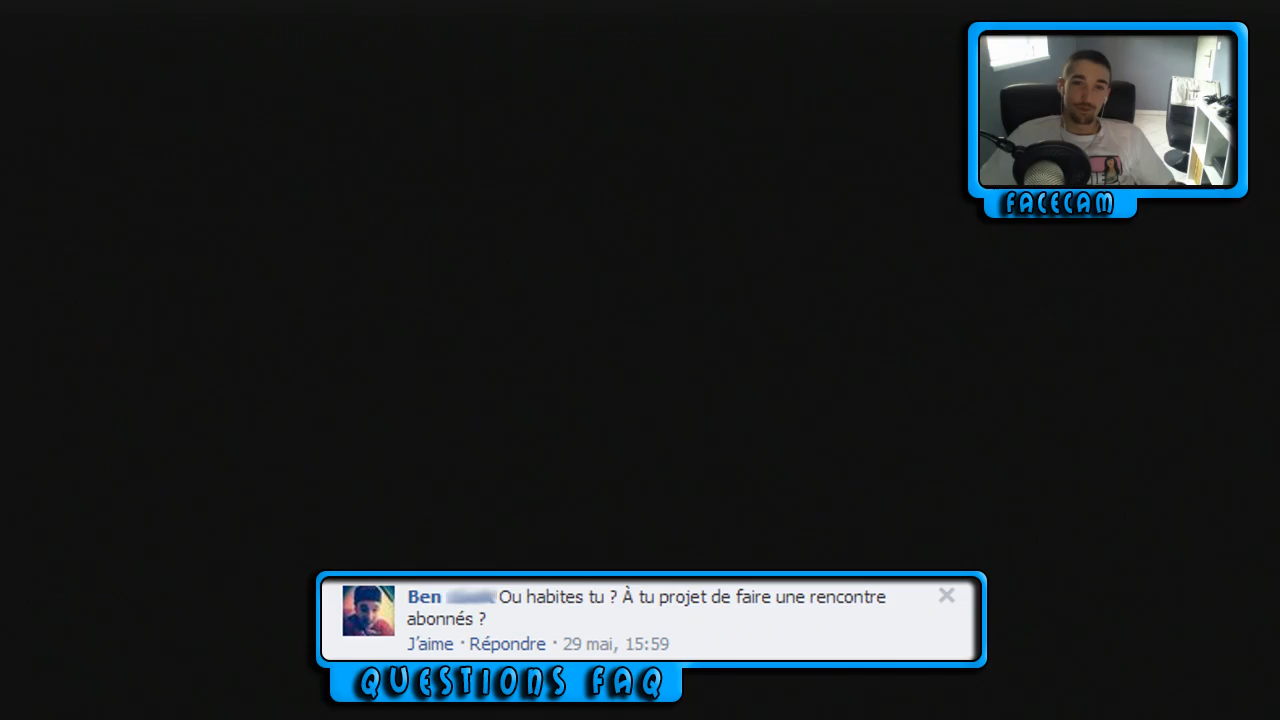 FACECAM
Ben Ou habites tu ? À tu projet de faire une rencontre
abonnés ?
J'aime · Répondre · 29 mai, 15:59
QUESTIONS FAQ